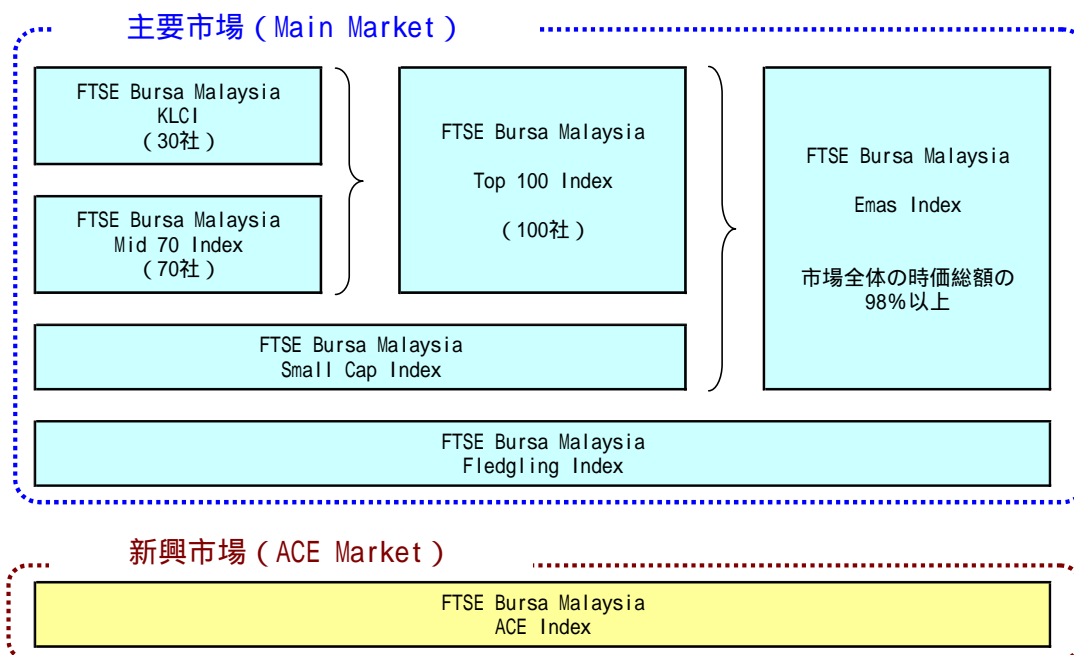 主要市場（Main Market）
FTSE Bursa Malaysia
KLCI
（30社）
FTSE Bursa Malaysia
Mid 70 Index
（70社）
FTSE Bursa Malaysia
Top 100 Index
（100社）
FTSE Bursa Malaysia
Emas Index
市場全体の時価総額の
98％以上
FTSE Bursa Malaysia
Small Cap Index
FTSE Bursa Malaysia
Fledgling Index
新興市場（ACE Market）
FTSE Bursa Malaysia
ACE Index